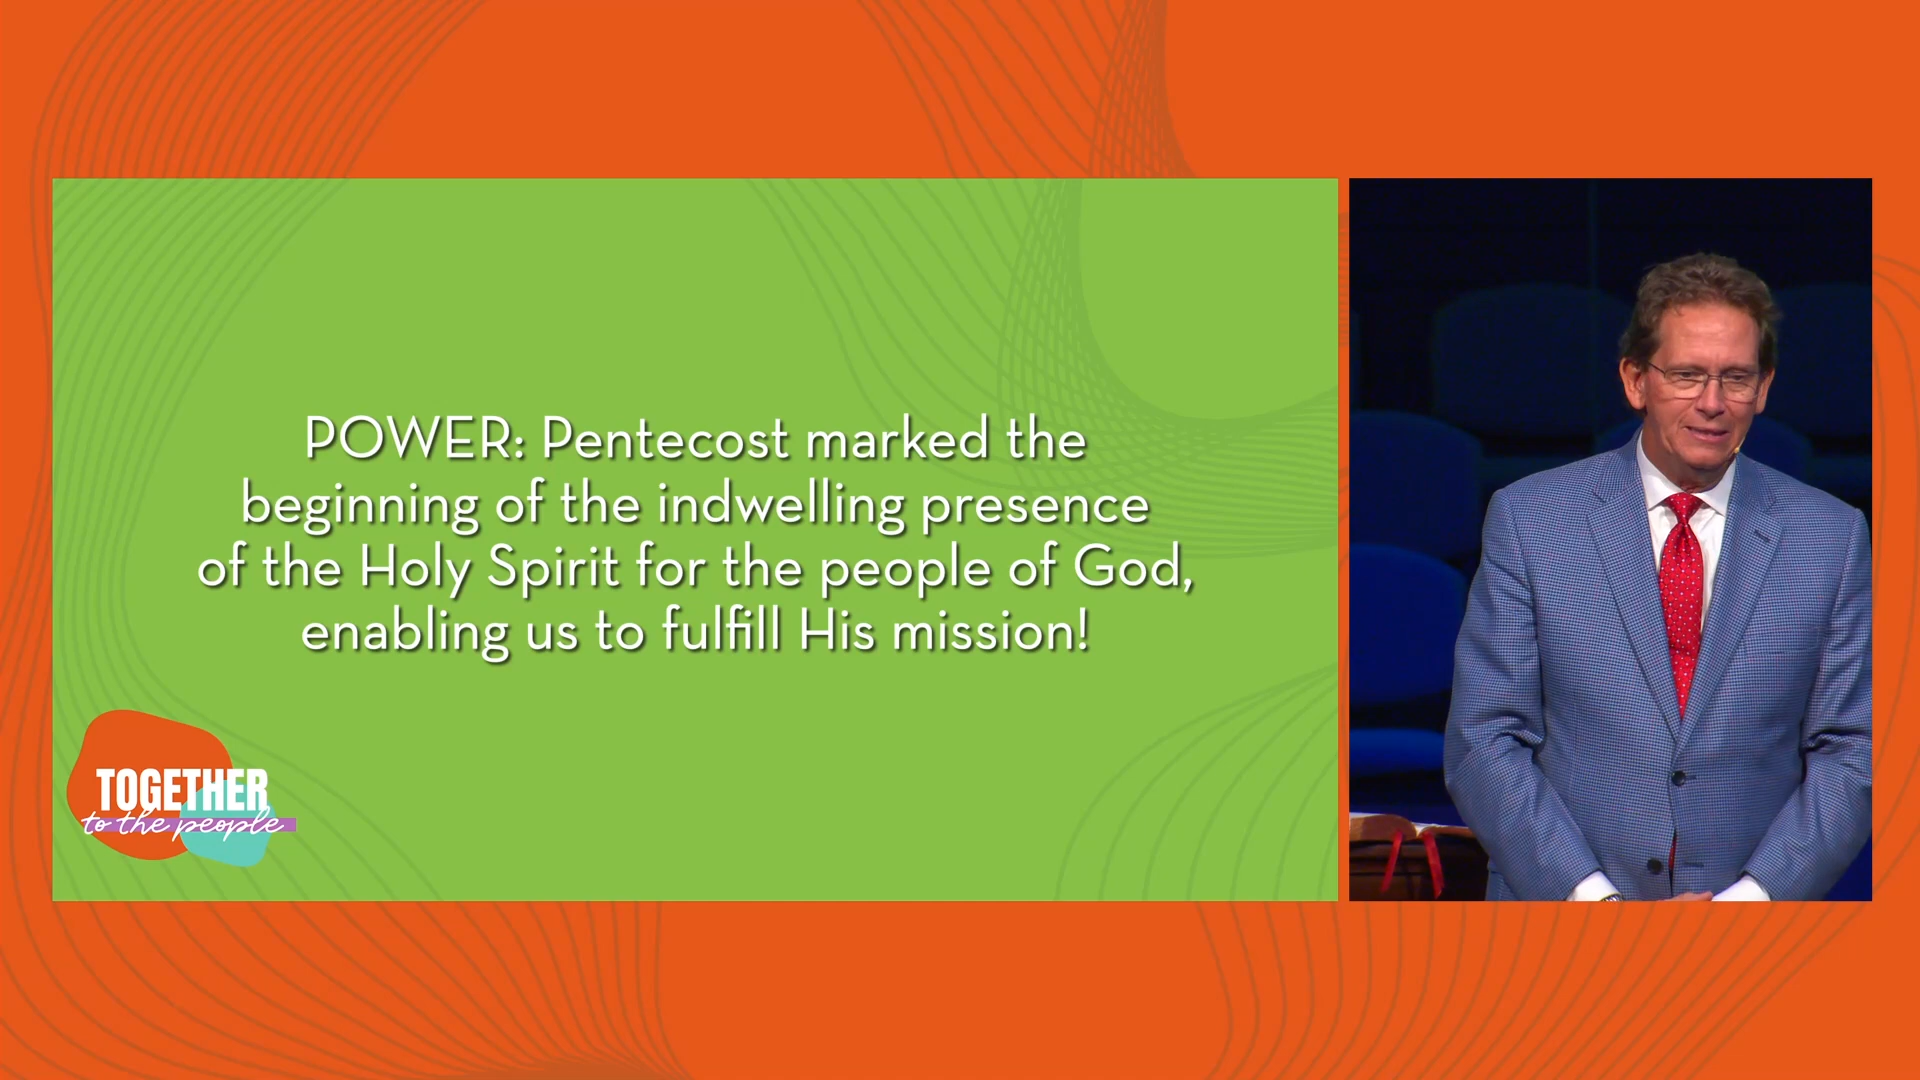 POWER: Pentecost marked the
beginning of the indwelling presence
of the Holy Spirit for the people of God,
enabling us to fulfill His mission!
TOGETHER
to the people